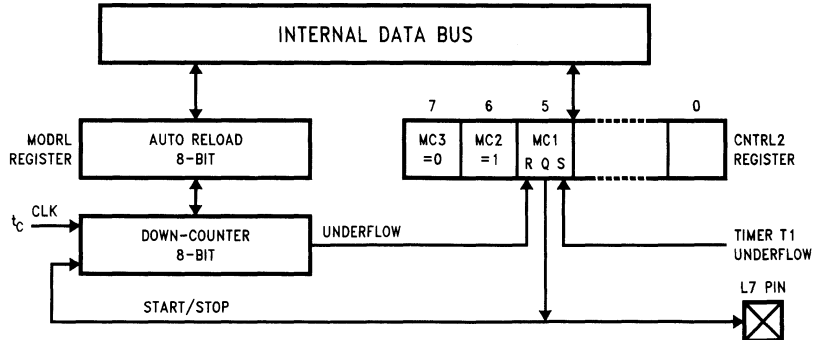 INTERNAL DATA BUS
7 6 5 0
MODRL
REGISTER
AUTO RELOAD
8-BIT
MC3
=0
MC2
=1
MC1
R Q S
CNTRL2
REGISTER
tC CLK
DOWN-COUNTER
8-BIT
UNDERFLOW
TIMER T1
UNDERFLOW
START/STOP
L7 PIN